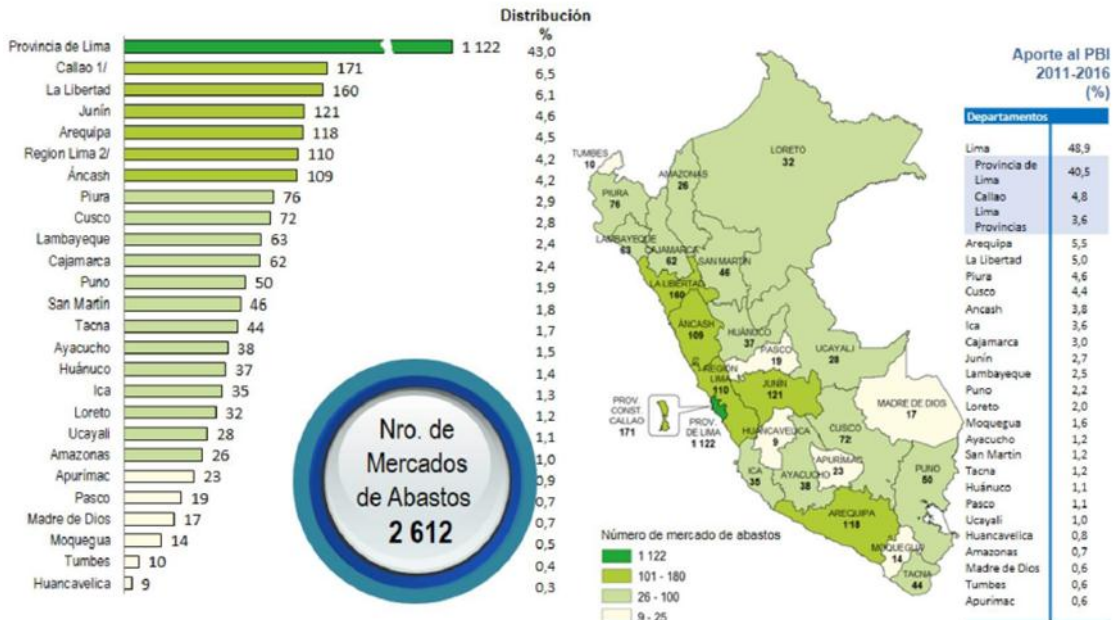 Distribución
%
Provincia de Lima 1 122 43,0
Callao 1/ 171 6,5
La Libertad 160 6,1
Junín 121 4,6
Arequipa 118 4,5
Region Lima 2/ 110 4,2
Áncash 109 4,2
Piura 76 2,9
Cusco 72 2,8
Lambayeque 63 2,4
Cajamarca 62 2,4
Puno 50 1,9
San Martín 46 1,8
Tacna 44 1,7
Ayacucho 38 1,5
Huánuco 37 1,4
Ica 35 1,3
Loreto 32 1,2
Ucayali 28 1,1
Amazonas 26 1,0
Apurímac 23 0,9
Pasco 19 0,7
Madre de Dios 17 0,7
Moquegua 14 0,5
Tumbes 10 0,4
Huancavelica 9 0,3
Nro. de
Mercados
de Abastos
2 612
TUMBES
10
LORETO
32
AMAZONAS
26
PIURA
76
LAMBAYEQUE
63
CAJAMARCA
62
SAN MARTÍN
46
LA LIBERTAD
160
ÁNCASH
109
HUÁNUCO
37
UCAYALI
28
PASCO
19
REGIÓN
LIMA
110
JUNÍN
121
MADRE DE DIOS
17
PROV.
CONST.
CALLAO
171
PROV.
DE LIMA
1 122
HUANCAVELICA
9
CUSCO
72
APURÍMAC
23
ICA
35
AYACUCHO
38
PUNO
50
AREQUIPA
118
MOQUEGUA
14
TACNA
44
Número de mercado de abastos
1 122
101 - 180
26 - 100
9 - 25
Aporte al PBI
2011-2016
(%)
Departamentos
Lima 48,9
Provincia de
Lima 40,5
Callao 4,8
Lima
Provincias 3,6
Arequipa 5,5
La Libertad 5,0
Piura 4,6
Cusco 4,4
Ancash 3,8
Ica 3,6
Cajamarca 3,0
Junín 2,7
Lambayeque 2,5
Puno 2,2
Loreto 2,0
Moquegua 1,6
Ayacucho 1,2
San Martin 1,2
Tacna 1,2
Huánuco 1,1
Pasco 1,1
Ucayali 1,0
Huancavelica 0,8
Amazonas 0,7
Madre de Dios 0,6
Tumbes 0,6
Apurimac 0,6